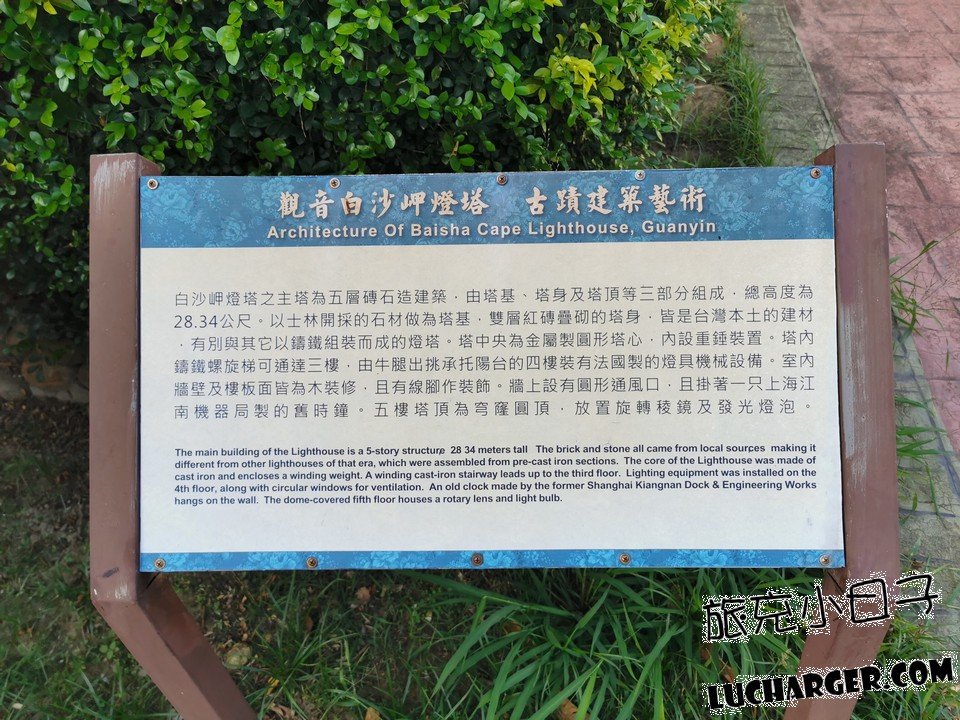 觀音白沙岬燈塔 古蹟建築藝術
Architecture Of Baisha Cape Lighthouse, Guanyin
白沙岬燈塔之主塔為五層磚石造建築，由塔基、塔身及塔頂等三部分組成，總高度為
28.34公尺。以士林開採的石材做為塔基，雙層紅磚疊砌的塔身，皆是台灣本土的建材
，有別與其它以鑄鐵組裝而成的燈塔。塔中央為金屬製圓形塔心，內設重錘裝置。塔內
鑄鐵螺旋梯可通達三樓，由牛腿出挑承托陽台的四樓裝有法國製的燈具機械設備。室內
牆壁及樓板面皆為木裝修，且有線腳作裝飾。牆上設有圓形通風口，且掛著一只上海江
南機器局製的舊時鐘。五樓塔頂為穹窿圓頂，放置旋轉稜鏡及發光燈泡。
The main building of the Lighthouse is a 5-story structure, 28 34 meters tall The brick and stone all came from local sources, making it
different from other lighthouses of that era, which were assembled from pre-cast iron sections. The core of the Lighthouse was made of
cast iron and encloses a winding weight. A winding cast-iron stairway leads up to the third floor. Lighting equipment was installed on the
4th floor, along with circular windows for ventilation. An old clock made by the former Shanghai Kiangnan Dock & Engineering Works
hangs on the wall. The dome-covered fifth floor houses a rotary lens and light bulb.
旅充小日子
LUCHARGER.COM